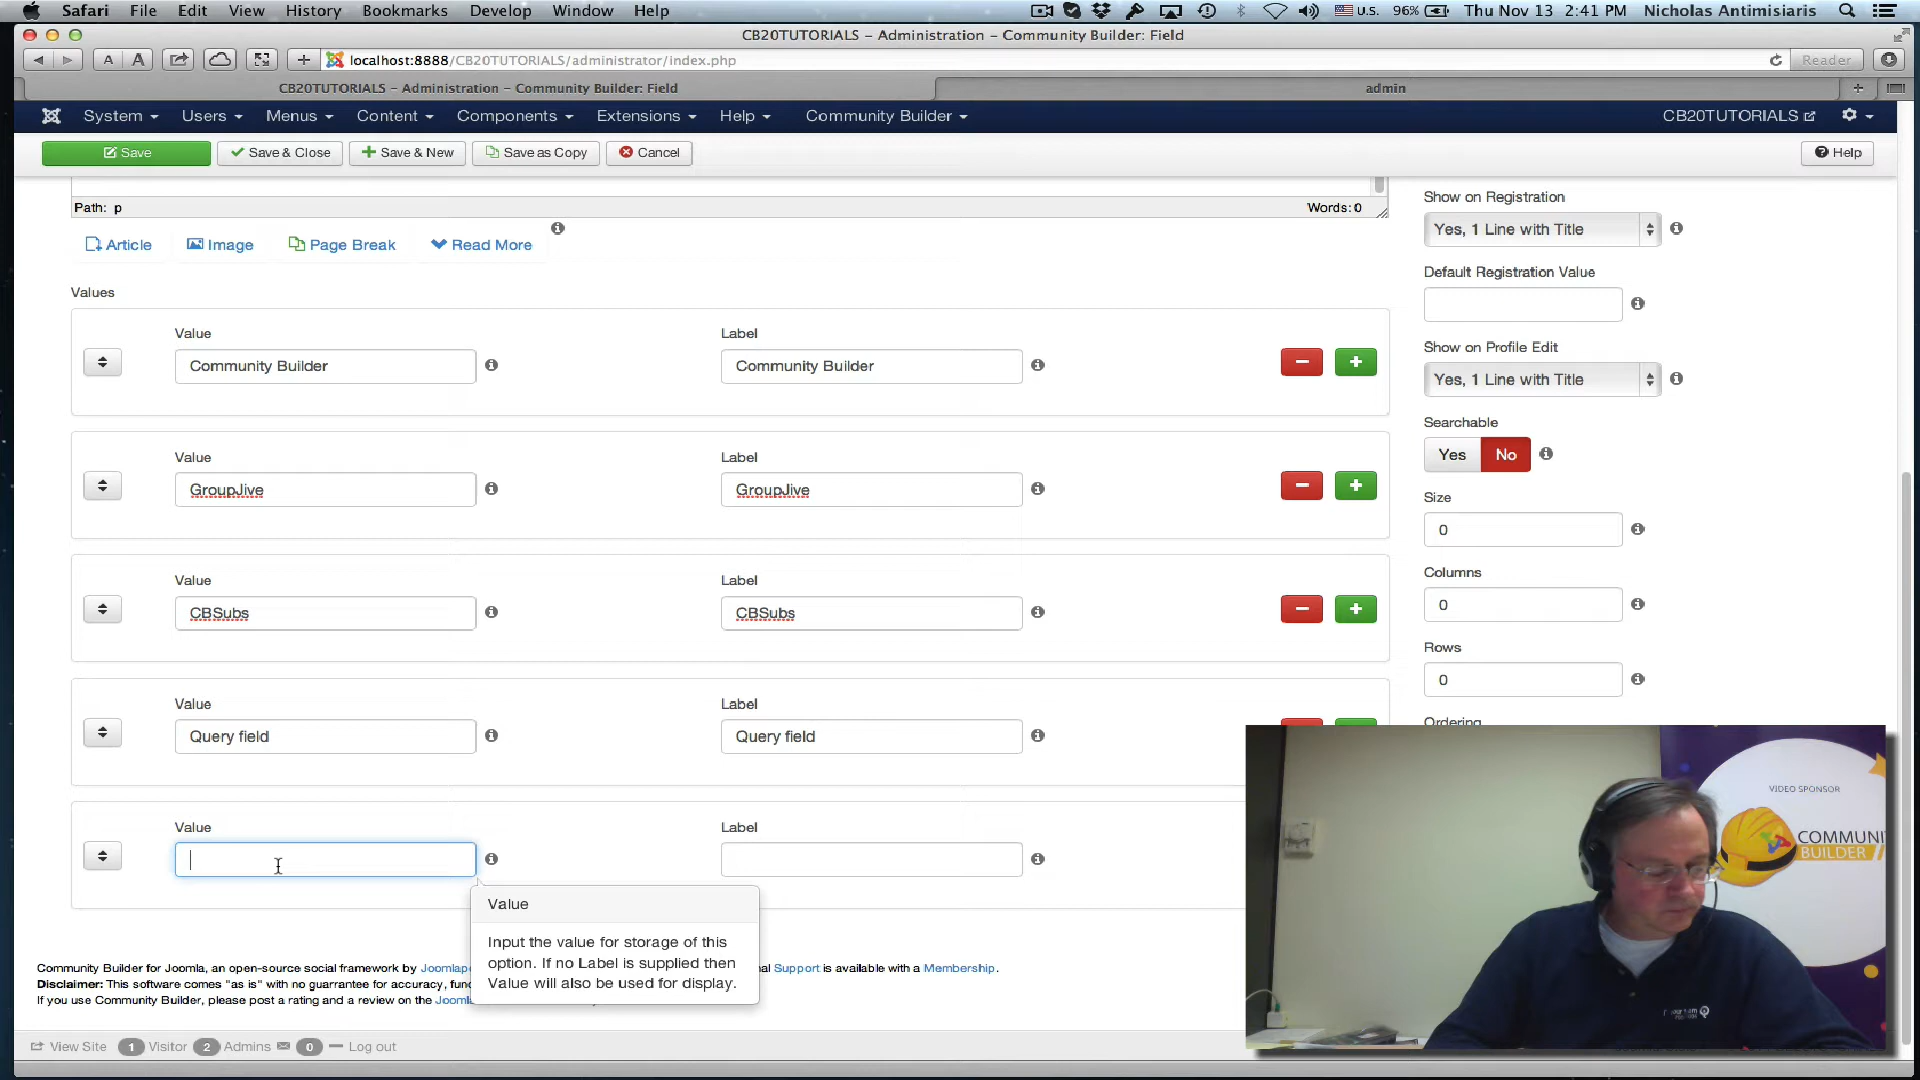 Safari File Edit View History Bookmarks Develop Window Help U.S. 96% Thu Nov 13 2:41 PM Nicholas Antimisiaris
CB20TUTORIALS – Administration – Community Builder: Field
A A + localhost:8888/CB20TUTORIALS/administrator/index.php Reader
CB20TUTORIALS – Administration – Community Builder: Field admin +
System Users Menus Content Components Extensions Help Community Builder CB20TUTORIALS
Save Save & Close Save & New Save as Copy Cancel Help
Path: p Words:0
Article Image Page Break Read More
Values
Value Label
Community Builder Community Builder
Value Label
GroupJive GroupJive
Value Label
CBSubs CBSubs
Value Label
Query field Query field
Value Label
Value
Input the value for storage of this
option. If no Label is supplied then
Value will also be used for display.
Show on Registration
Yes, 1 Line with Title
Default Registration Value
Show on Profile Edit
Yes, 1 Line with Title
Searchable
Yes No
Size
0
Columns
0
Rows
0
Ordering
VIDEO SPONSOR
COMMUNI
BUILDER
Community Builder for Joomla, an open-source social framework by Support is available with a Membership.
Disclaimer: This software comes "as is" with no guarrantee for accuracy,
If you use Community Builder, please post a rating and a review on the
View Site 1 Visitor 2 Admins 0 Log out